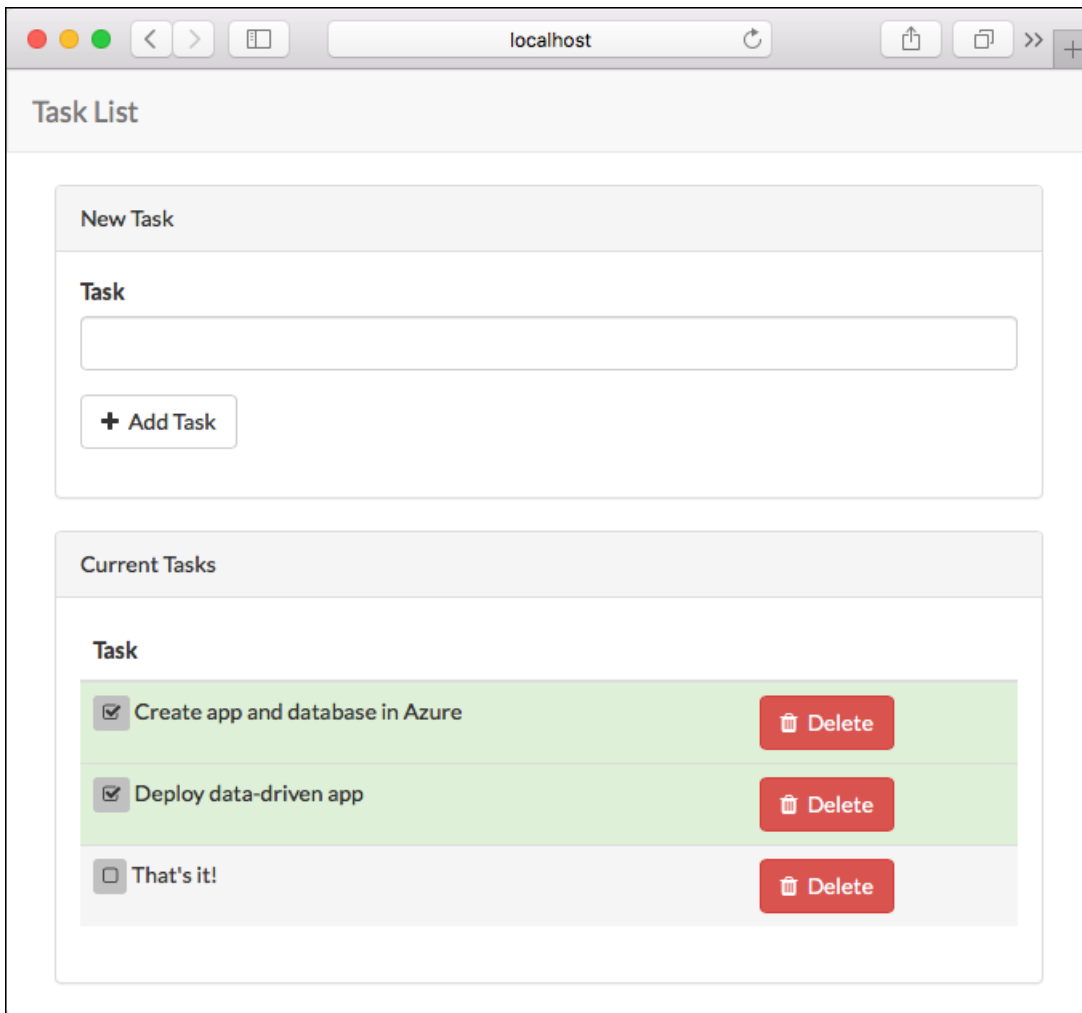 localhost
Task List
New Task
Task
Add Task
Current Tasks
Task
Create app and database in Azure
Delete
Deploy data-driven app
Delete
That's it!
Delete